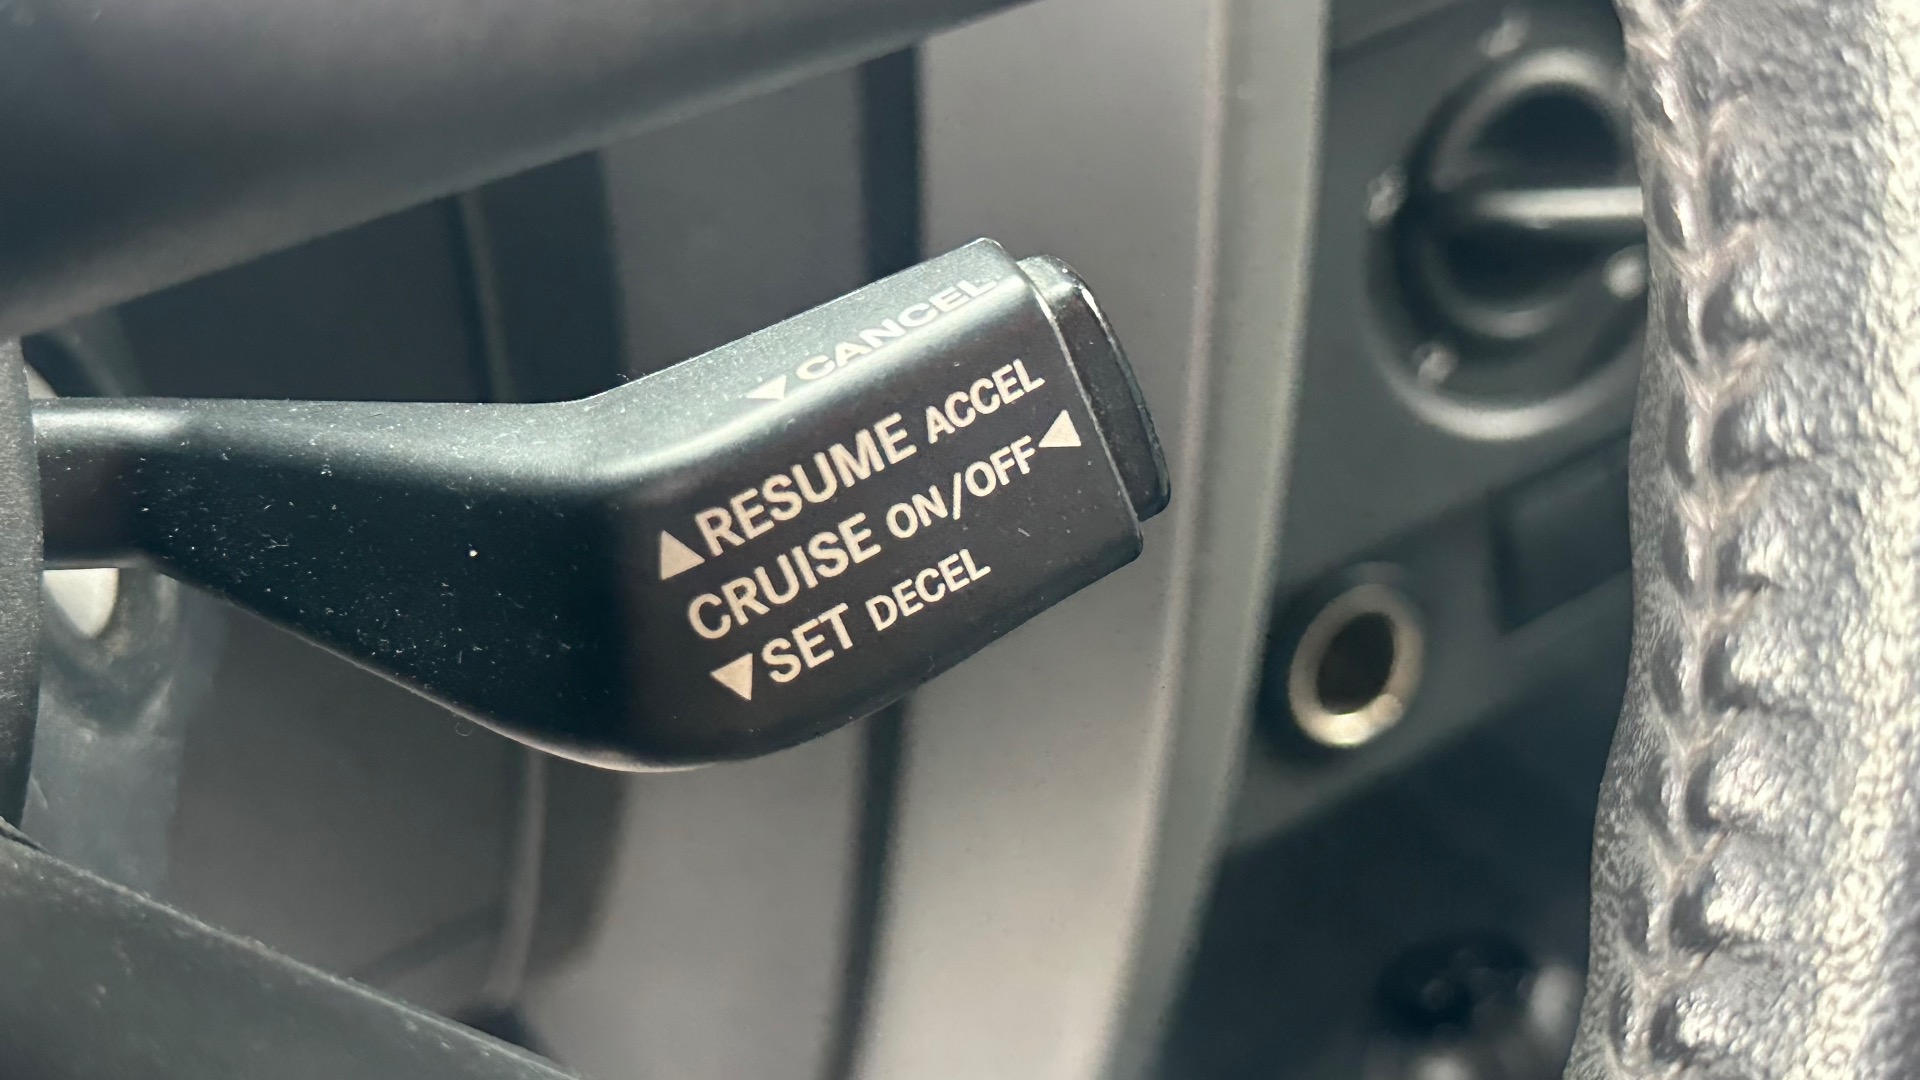 ▼CANCEL
▲RESUME ACCEL
CRUISE ON/OFF◀
▼SET DECEL